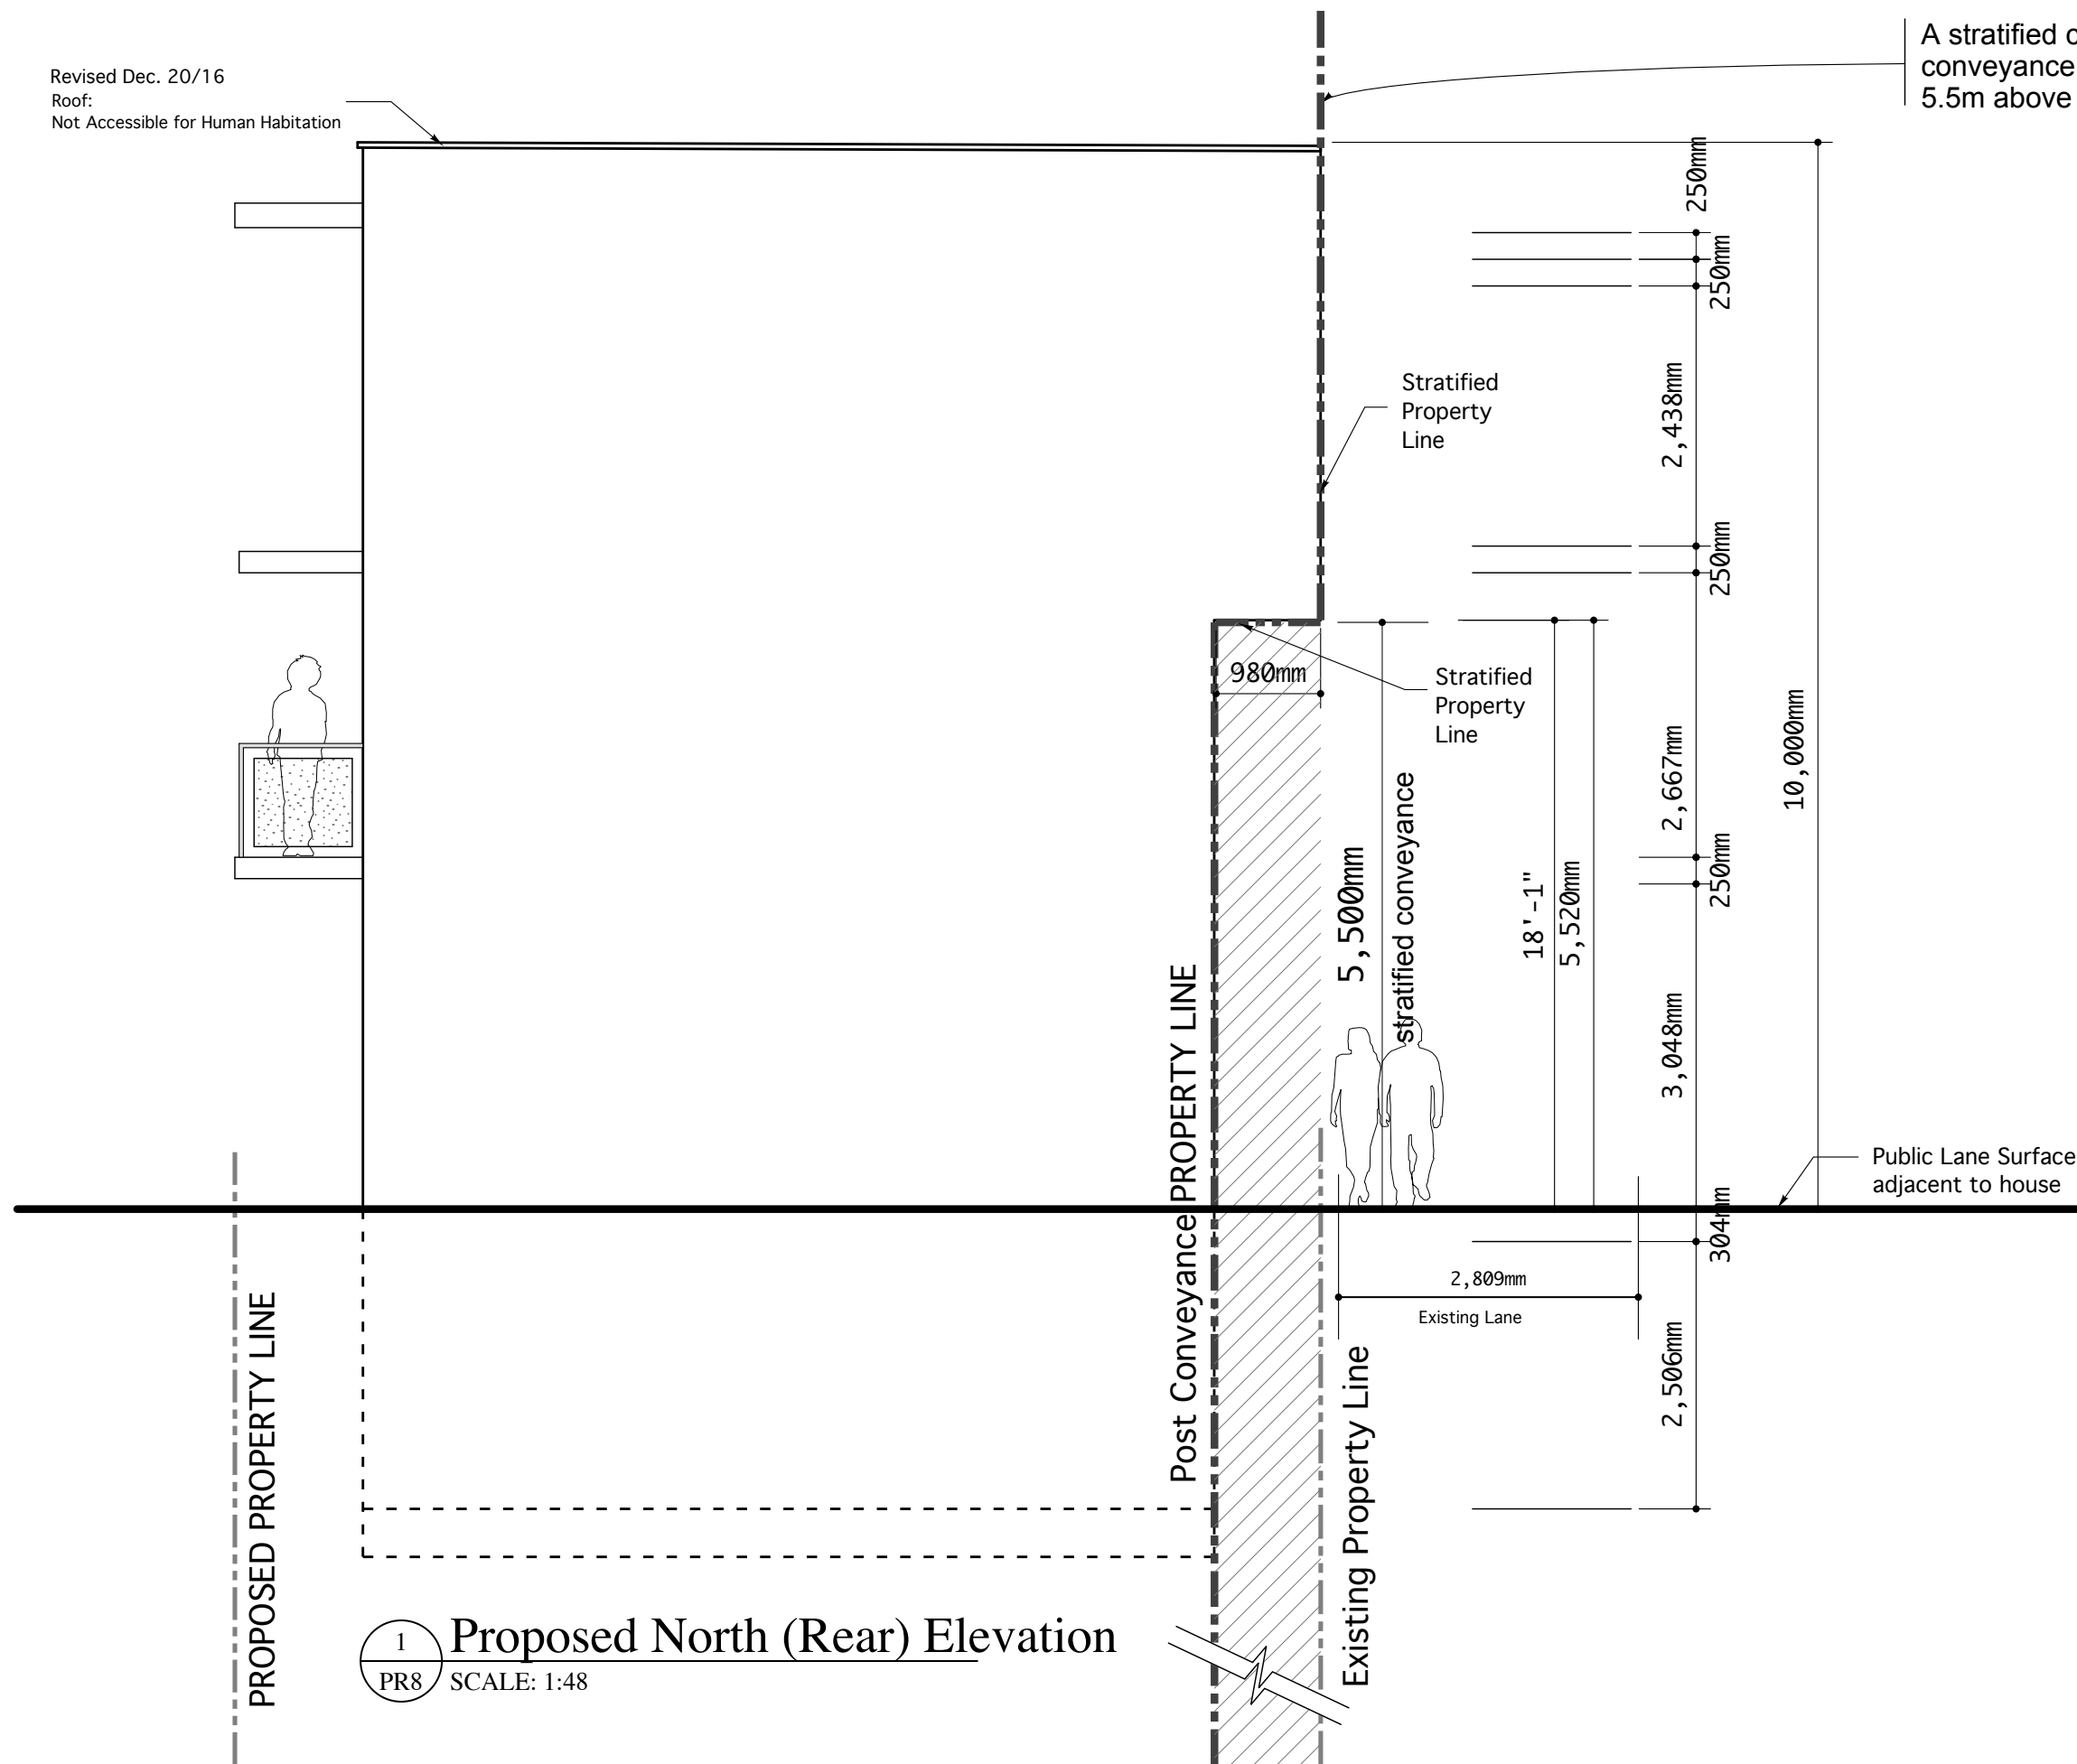 A stratified
conveyance
5.5m above
Revised Dec. 20/16
Roof:
Not Accessible for Human Habitation
250mm
250mm
Stratified
Property
Line
2,438mm
250mm
980mm
Stratified
Property
Line
5,500mm
stratified conveyance
18'-1"
5,520mm
2,667mm
10,000mm
250mm
3,048mm
Public Lane Surface
adjacent to house
304mm
2,809mm
Existing Lane
2,506mm
Post Conveyance PROPERTY LINE
Existing Property Line
PROPOSED PROPERTY LINE
1
PR8
Proposed North (Rear) Elevation
SCALE: 1:48